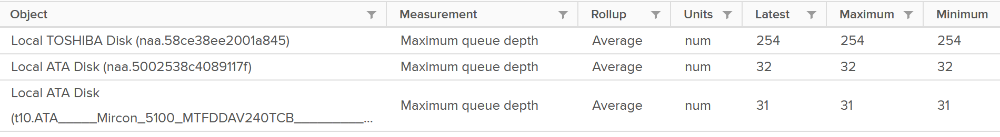 Object Measurement Rollup Units Latest Maximum Minimum
Local TOSHIBA Disk (naa.58ce38ee2001a845) Maximum queue depth Average num 254 254 254
Local ATA Disk (naa.5002538c4089117f) Maximum queue depth Average num 32 32 32
Local ATA Disk
(t10.ATA_____Mircon_5100_MTFDDAV240TCB_________... Maximum queue depth Average num 31 31 31